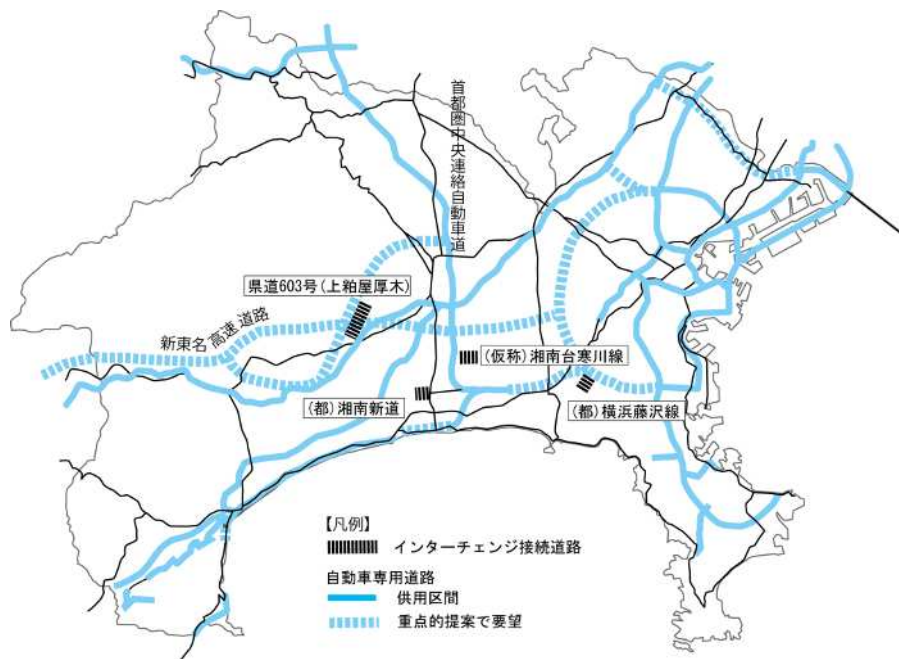 首都圏中央連絡自動車道
県道603号(上粕屋厚木)
新東名高速道路
(仮称)湘南台寒川線
(都)湘南新道
(都)横浜藤沢線
【凡例】
インターチェンジ接続道路
自動車専用道路
供用区間
重点的提案で要望